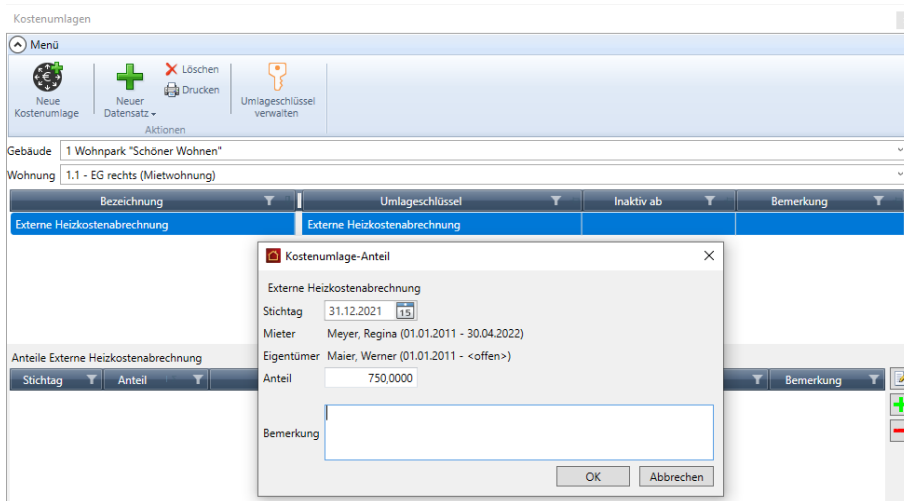 Kostenumlagen
Menü
Neue Kostenumlage
Neuer Datensatz
Löschen
Drucken
Umlageschlüssel verwalten
Aktionen
Gebäude 1 Wohnpark "Schöner Wohnen"
Wohnung 1.1 - EG rechts (Mietwohnung)
Bezeichnung Umlageschlüssel Inaktiv ab Bemerkung
Externe Heizkostenabrechnung Externe Heizkostenabrechnung
Kostenumlage-Anteil
Externe Heizkostenabrechnung
Stichtag 31.12.2021 15
Mieter Meyer, Regina (01.01.2011 - 30.04.2022)
Eigentümer Maier, Werner (01.01.2011 - <offen>)
Anteil 750,0000
Bemerkung
OK Abbrechen
Anteile Externe Heizkostenabrechnung
Stichtag Anteil Bemerkung